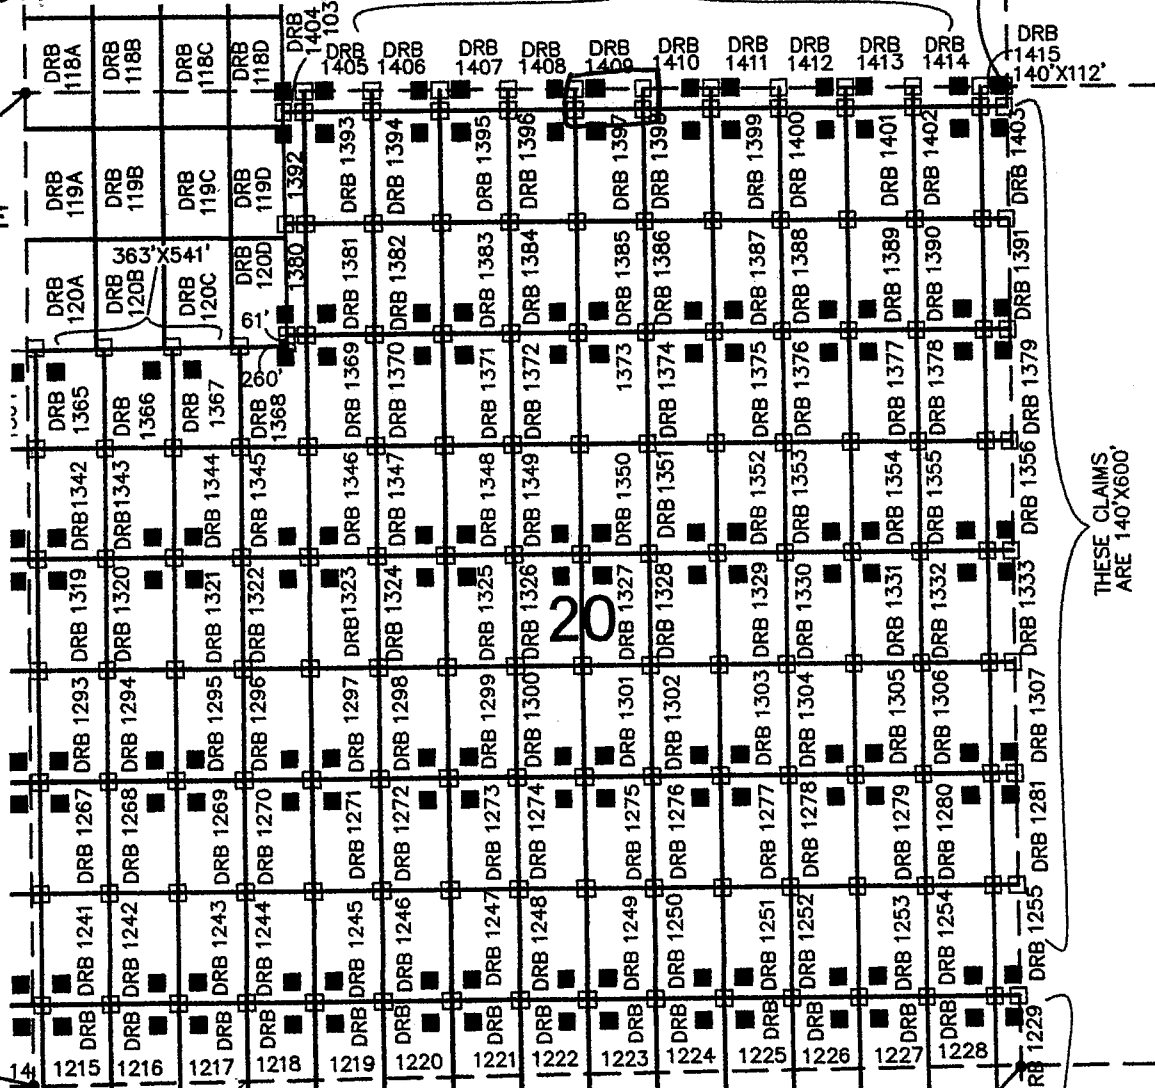 DRB 118A
DRB 118B
DRB 118C
DRB 118D
DRB 1404
103
DRB 1405
DRB 1406
DRB 1407
DRB 1408
DRB 1409
DRB 1410
DRB 1411
DRB 1412
DRB 1413
DRB 1414
DRB 1415
140'X112'
DRB 119A
DRB 119B
DRB 119C
DRB 119D
1392
DRB 1393
DRB 1394
DRB 1395
DRB 1396
DRB 1397
DRB 1398
DRB 1399
DRB 1400
DRB 1401
DRB 1402
DRB 1403
363'X541'
DRB 120A
DRB 120B
DRB 120C
DRB 120D
1380
DRB 1381
DRB 1382
DRB 1383
DRB 1384
DRB 1385
DRB 1386
DRB 1387
DRB 1388
DRB 1389
DRB 1390
DRB 1391
61'
260'
DRB 1365
DRB 1366
DRB 1367
DRB 1368
DRB 1369
DRB 1370
DRB 1371
DRB 1372
1373
DRB 1374
DRB 1375
DRB 1376
DRB 1377
DRB 1378
DRB 1379
DRB 1342
DRB 1343
DRB 1344
DRB 1345
DRB 1346
DRB 1347
DRB 1348
DRB 1349
DRB 1350
DRB 1351
DRB 1352
DRB 1353
DRB 1354
DRB 1355
DRB 1356
THESE CLAIMS
ARE 140'X600'
DRB 1319
DRB 1320
DRB 1321
DRB 1322
DRB 1323
DRB 1324
DRB 1325
DRB 1326
DRB 1327
DRB 1328
DRB 1329
DRB 1330
DRB 1331
DRB 1332
DRB 1333
20
DRB 1293
DRB 1294
DRB 1295
DRB 1296
DRB 1297
DRB 1298
DRB 1299
DRB 1300
DRB 1301
DRB 1302
DRB 1303
DRB 1304
DRB 1305
DRB 1306
DRB 1307
DRB 1267
DRB 1268
DRB 1269
DRB 1270
DRB 1271
DRB 1272
DRB 1273
DRB 1274
DRB 1275
DRB 1276
DRB 1277
DRB 1278
DRB 1279
DRB 1280
DRB 1281
DRB 1241
DRB 1242
DRB 1243
DRB 1244
DRB 1245
DRB 1246
DRB 1247
DRB 1248
DRB 1249
DRB 1250
DRB 1251
DRB 1252
DRB 1253
DRB 1254
DRB 1255
14
DRB 1215
DRB 1216
DRB 1217
DRB 1218
DRB 1219
DRB 1220
DRB 1221
DRB 1222
DRB 1223
DRB 1224
DRB 1225
DRB 1226
DRB 1227
DRB 1228
RB 1229